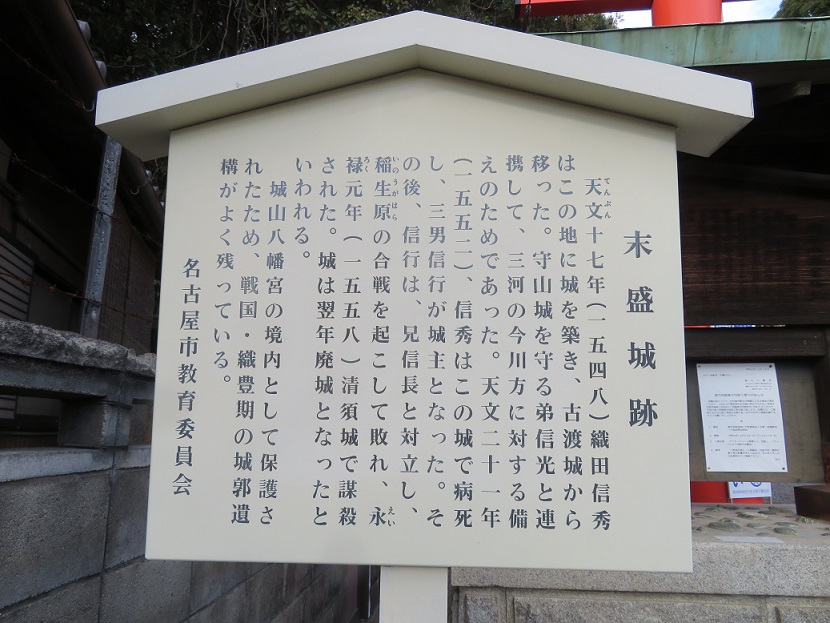 末盛城跡
天文十七年(一五四八)織田信秀
はこの地に城を築き、古渡城から
移った。守山城を守る弟信光と連
携して、三河の今川方に対する備
えのためであった。天文二十一年
(一五五二)、信秀はこの城で病死
し、三男信行が城主となった。そ
の後、信行は、兄信長と対立し、
稲生原の合戦を起こして敗れ、永
禄元年(一五五八)清須城で謀殺
された。城は翌年廃城となったと
いわれる。
城山八幡宮の境内として保護さ
れたため、戦国・織豊期の城郭遺
構がよく残っている。
名古屋市教育委員会